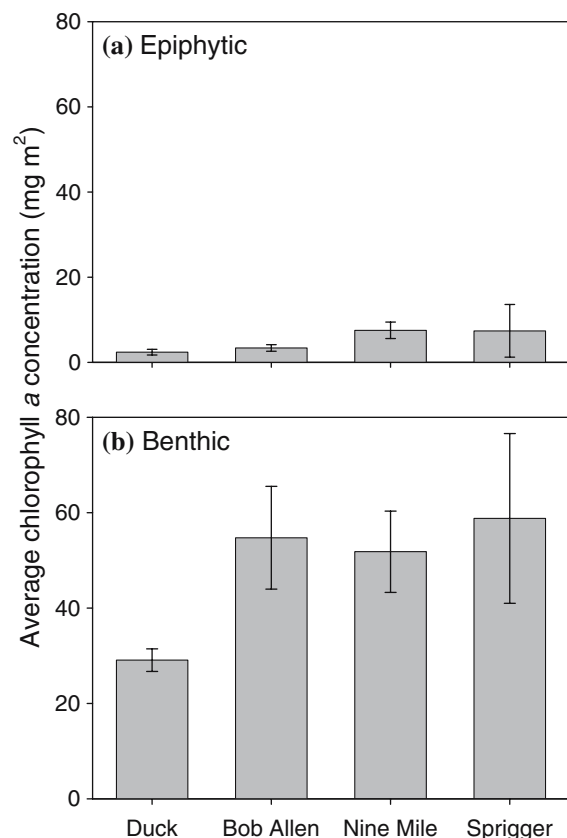 Average chlorophyll a concentration (mg m²)
(a) Epiphytic
80
60
40
20
0
(b) Benthic
80
60
40
20
0
Duck Bob Allen Nine Mile Sprigger